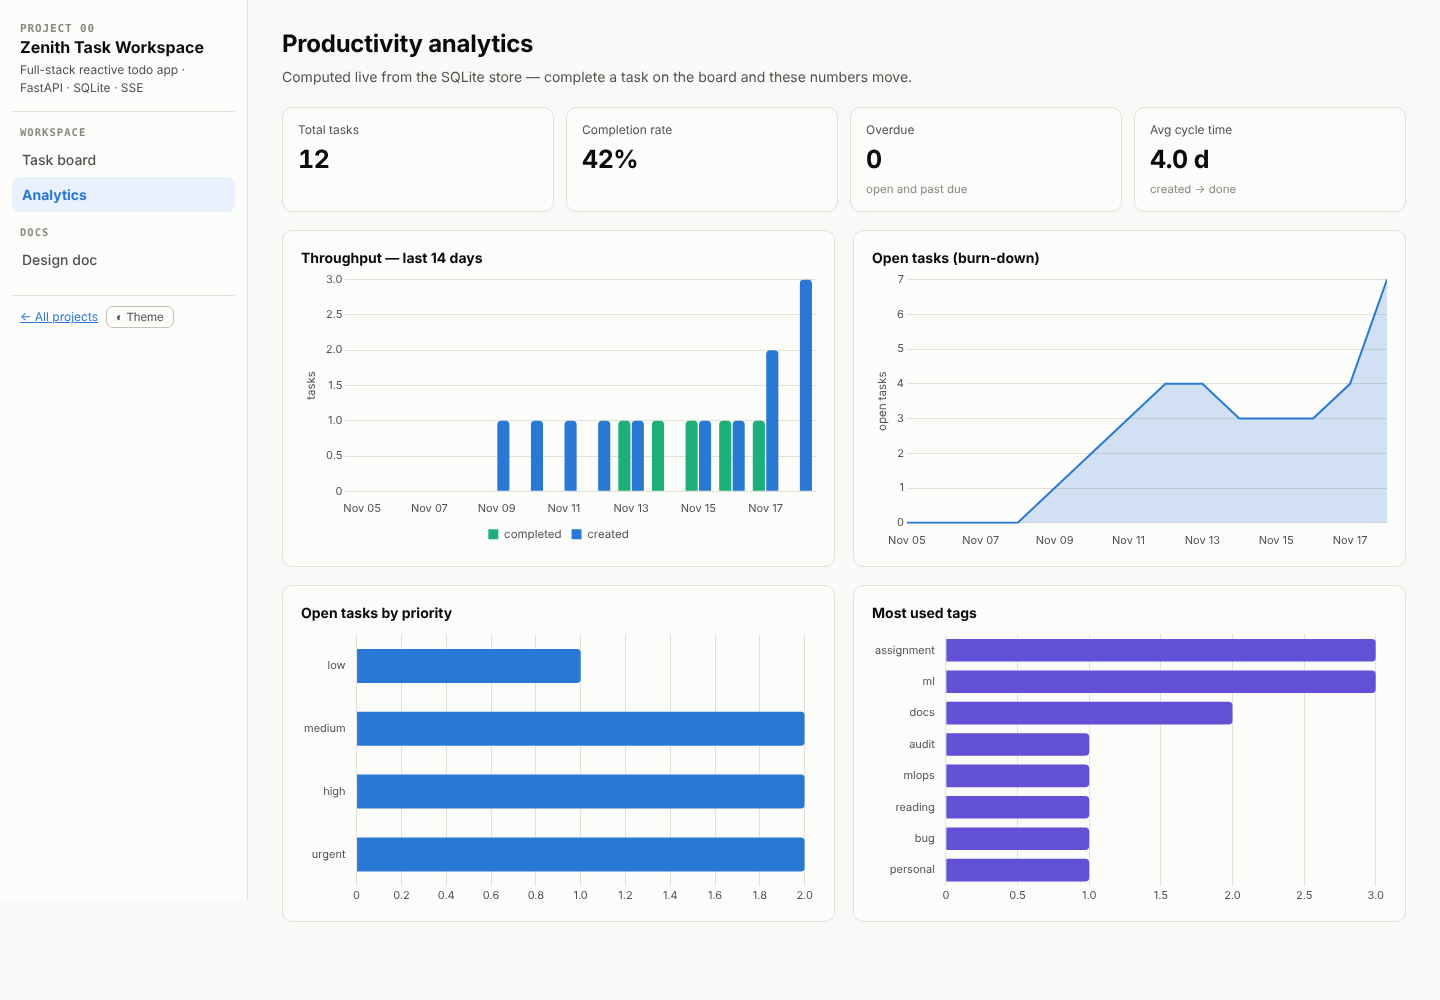 PROJECT 00
Zenith Task Workspace
Full-stack reactive todo app ·
FastAPI · SQLite · SSE
WORKSPACE
Task board
Analytics
DOCS
Design doc
← All projects
Theme
Productivity analytics
Computed live from the SQLite store — complete a task on the board and these numbers move.
Total tasks
12
Completion rate
42%
Overdue
0
open and past due
Avg cycle time
4.0 d
created → done
Throughput — last 14 days
3.0
2.5
2.0
1.5
1.0
0.5
0
tasks
Nov 05 Nov 07 Nov 09 Nov 11 Nov 13 Nov 15 Nov 17
completed created
Open tasks (burn-down)
7
6
5
4
3
2
1
0
open tasks
Nov 05 Nov 07 Nov 09 Nov 11 Nov 13 Nov 15 Nov 17
Open tasks by priority
low
medium
high
urgent
0 0.2 0.4 0.6 0.8 1.0 1.2 1.4 1.6 1.8 2.0
Most used tags
assignment
ml
docs
audit
mlops
reading
bug
personal
0 0.5 1.0 1.5 2.0 2.5 3.0